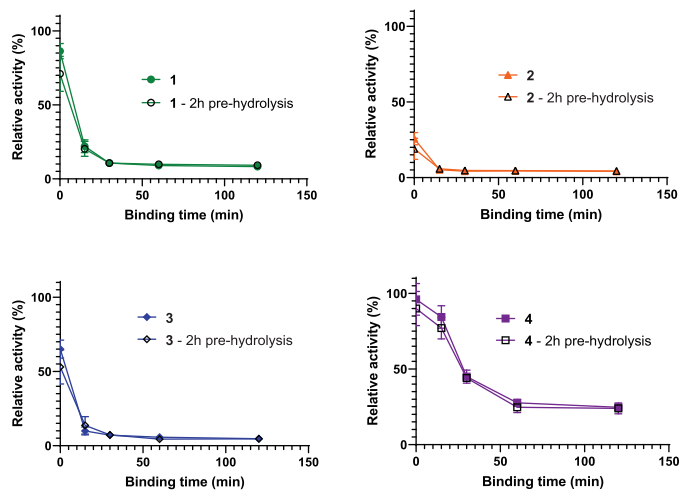 Relative activity (%)
100
50
0
1
1 - 2h pre-hydrolysis
0 50 100 150
Binding time (min)
Relative activity (%)
100
50
0
2
2 - 2h pre-hydrolysis
0 50 100 150
Binding time (min)
Relative activity (%)
100
50
0
3
3 - 2h pre-hydrolysis
0 50 100 150
Binding time (min)
Relative activity (%)
100
50
0
4
4 - 2h pre-hydrolysis
0 50 100 150
Binding time (min)